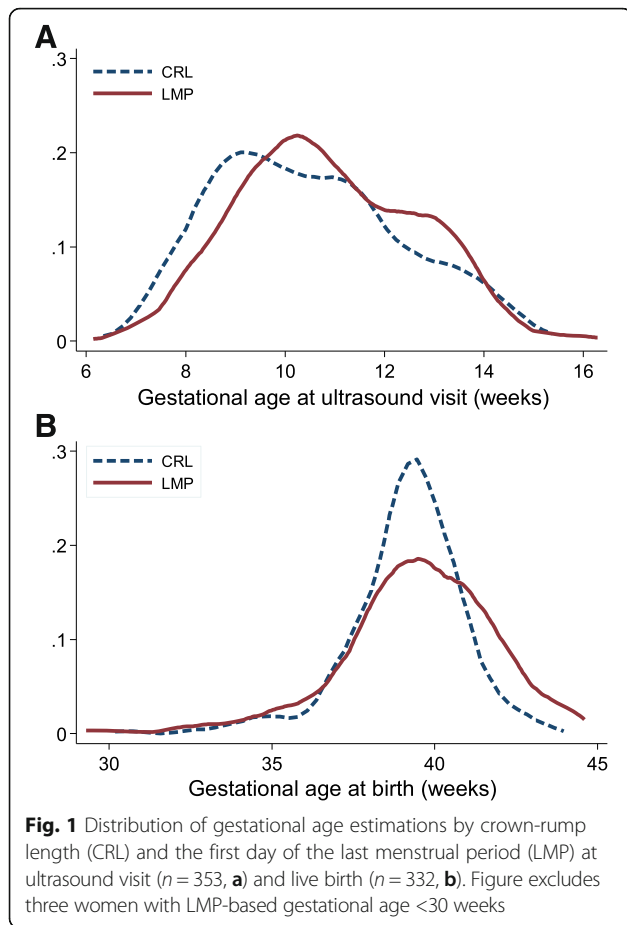 A
.3
CRL
LMP
.2
.1
0
6 8 10 12 14 16
Gestational age at ultrasound visit (weeks)
B
.3
CRL
LMP
.2
.1
0
30 35 40 45
Gestational age at birth (weeks)
Fig. 1 Distribution of gestational age estimations by crown-rump
length (CRL) and the first day of the last menstrual period (LMP) at
ultrasound visit (n = 353, a) and live birth (n = 332, b). Figure excludes
three women with LMP-based gestational age <30 weeks